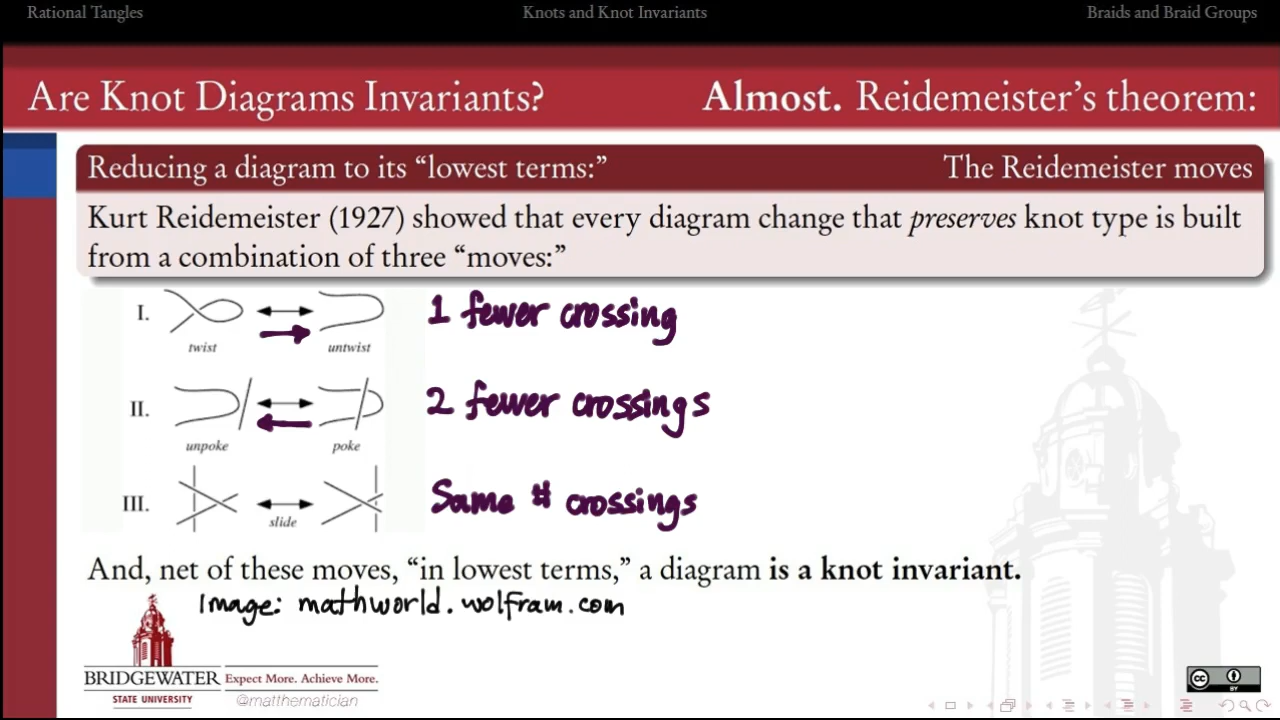 Rational Tangles Knots and Knot Invariants Braids and Braid Groups
Are Knot Diagrams Invariants? Almost. Reidemeister's theorem:
Reducing a diagram to its “lowest terms:” The Reidemeister moves
Kurt Reidemeister (1927) showed that every diagram change that preserves knot type is built
from a combination of three “moves:”
I. 1 fewer crossing
twist untwist
II. 2 fewer crossings
unpoke poke
III. Same # crossings
slide
And, net of these moves, “in lowest terms,” a diagram is a knot invariant.
Image: mathworld.wolfram.com
BRIDGEWATER Expect More. Achieve More.
STATE UNIVERSITY @matthematician
CC BY